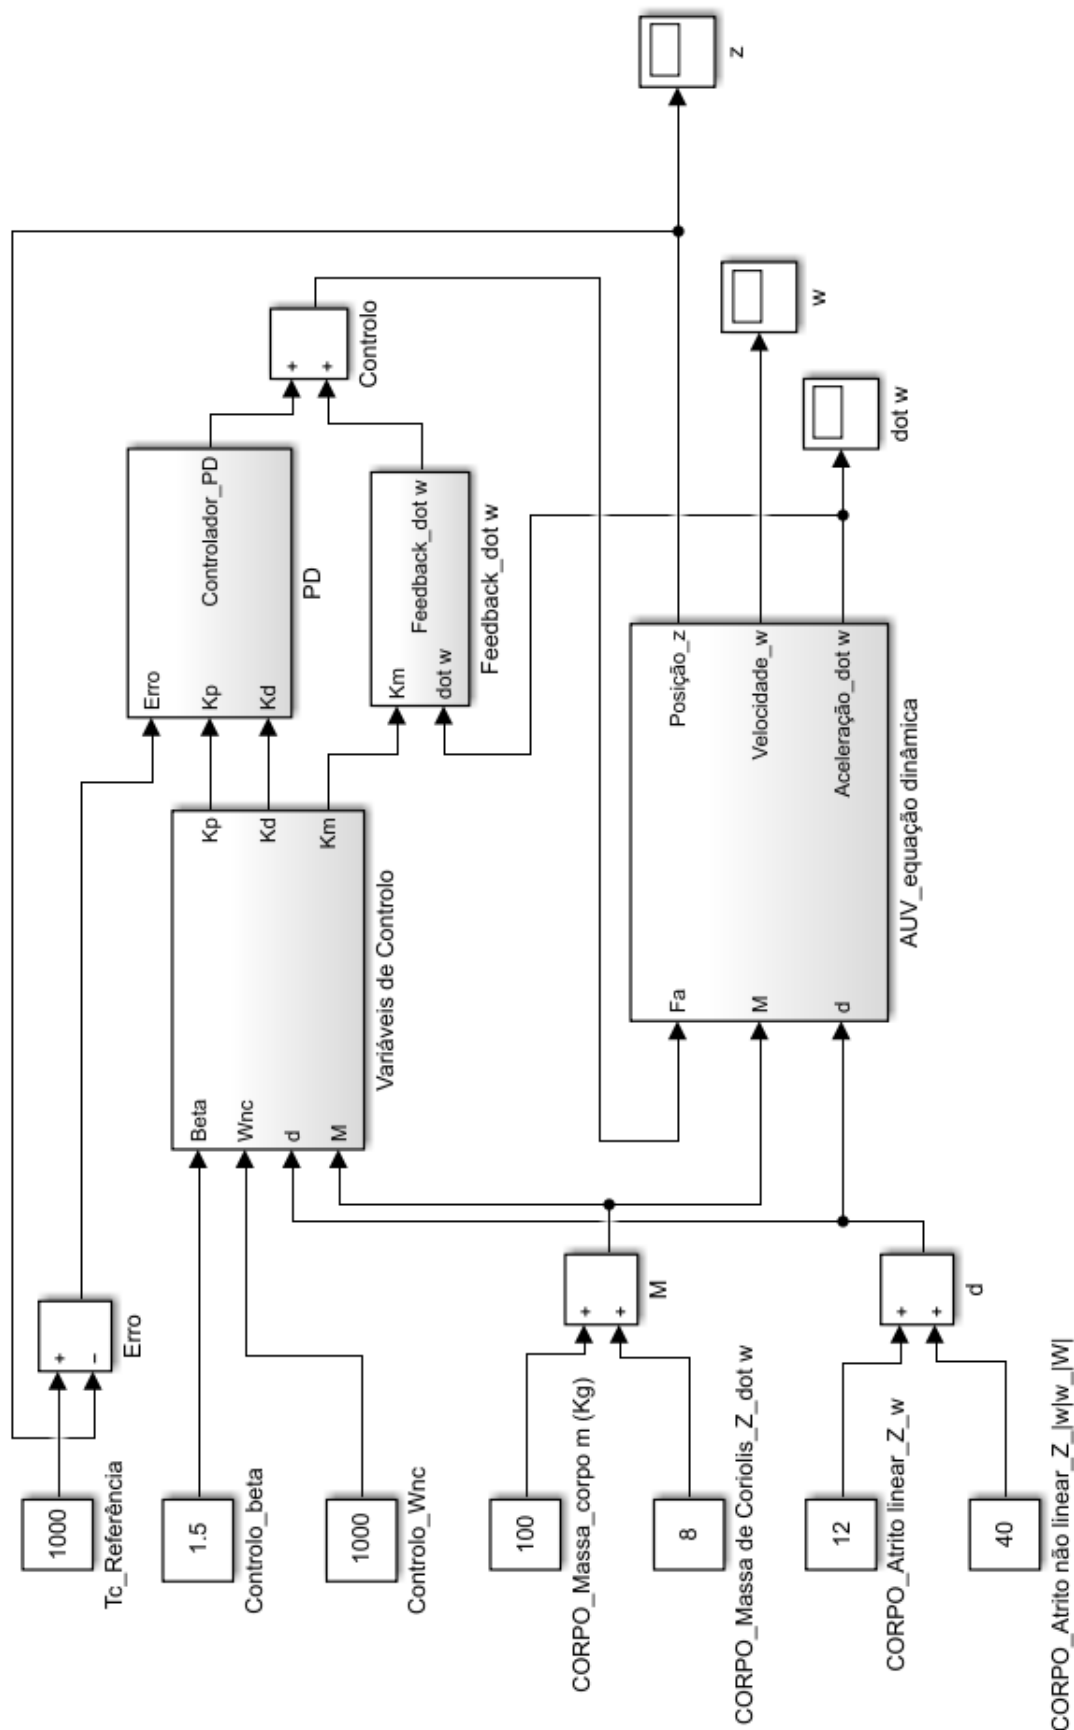 1000
Tc_Referência
+
−
Erro
1.5
Controlo_beta
1000
Controlo_Wnc
Beta
Wnc
d
M
Kp
Kd
Km
Variáveis de Controlo
Erro
Kp
Kd
Controlador_PD
PD
Km
dot w
Feedback_dot w
Feedback_dot w
+
+
Controlo
100
CORPO_Massa_corpo m (Kg)
8
CORPO_Massa de Coriolis_Z_dot w
+
+
M
12
CORPO_Atrito linear_Z_w
40
CORPO_Atrito não linear_Z_|w|w_|W|
+
+
d
Fa
M
d
Posição_z
Velocidade_w
Aceleração_dot w
AUV_equação dinâmica
z
w
dot w